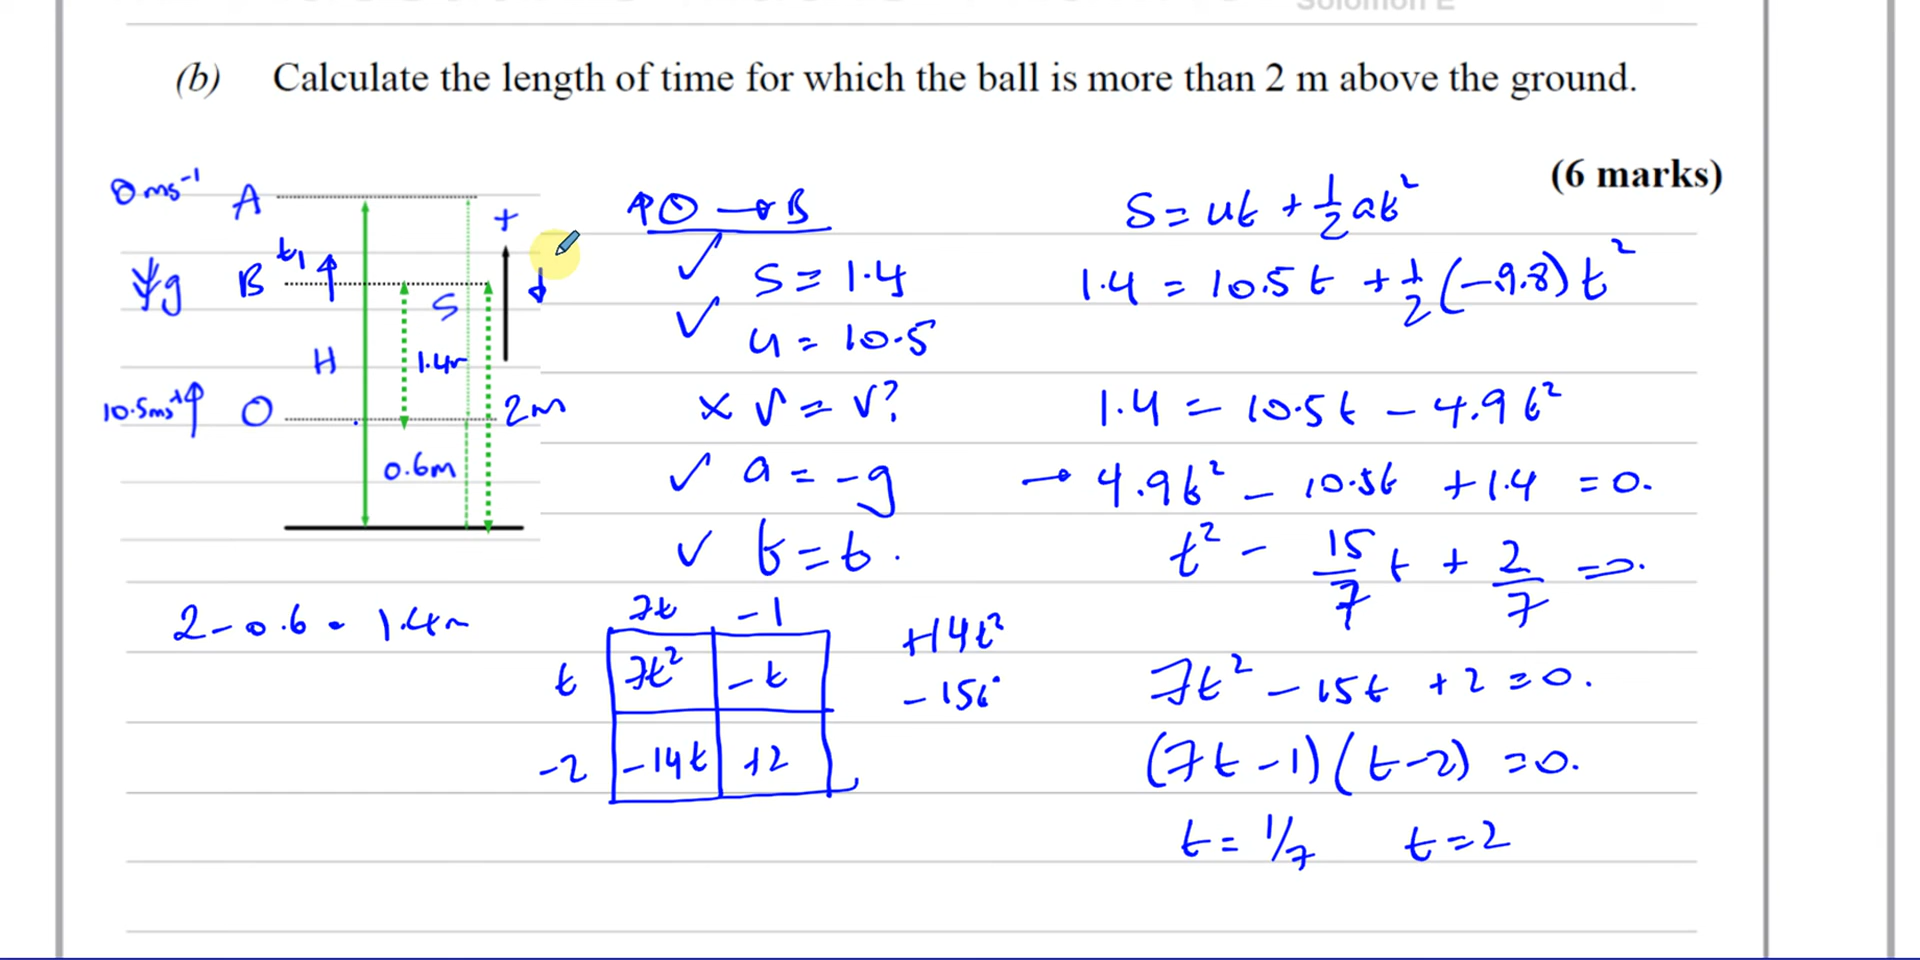 Solomon E
(b) Calculate the length of time for which the ball is more than 2 m above the ground.
(6 marks)
0 ms⁻¹ A
+
t₁
g B
S
H
1.4m
10.5ms⁻¹ O
2m
0.6m
2 - 0.6 = 1.4m
↑ O → B
✓ S = 1.4
✓ u = 10.5
× v = v?
✓ a = -g
✓ t = t.
7t -1
t 7t² -t
-2 -14t +2
+14t²
-15t
S = ut + 1/2 at²
1.4 = 10.5t + 1/2 (-9.8) t²
1.4 = 10.5t - 4.9t²
→ 4.9t² - 10.5t + 1.4 = 0.
t² - 15/7 t + 2/7 = 0.
7t² - 15t + 2 = 0.
(7t - 1)(t - 2) = 0.
t = 1/7 t = 2